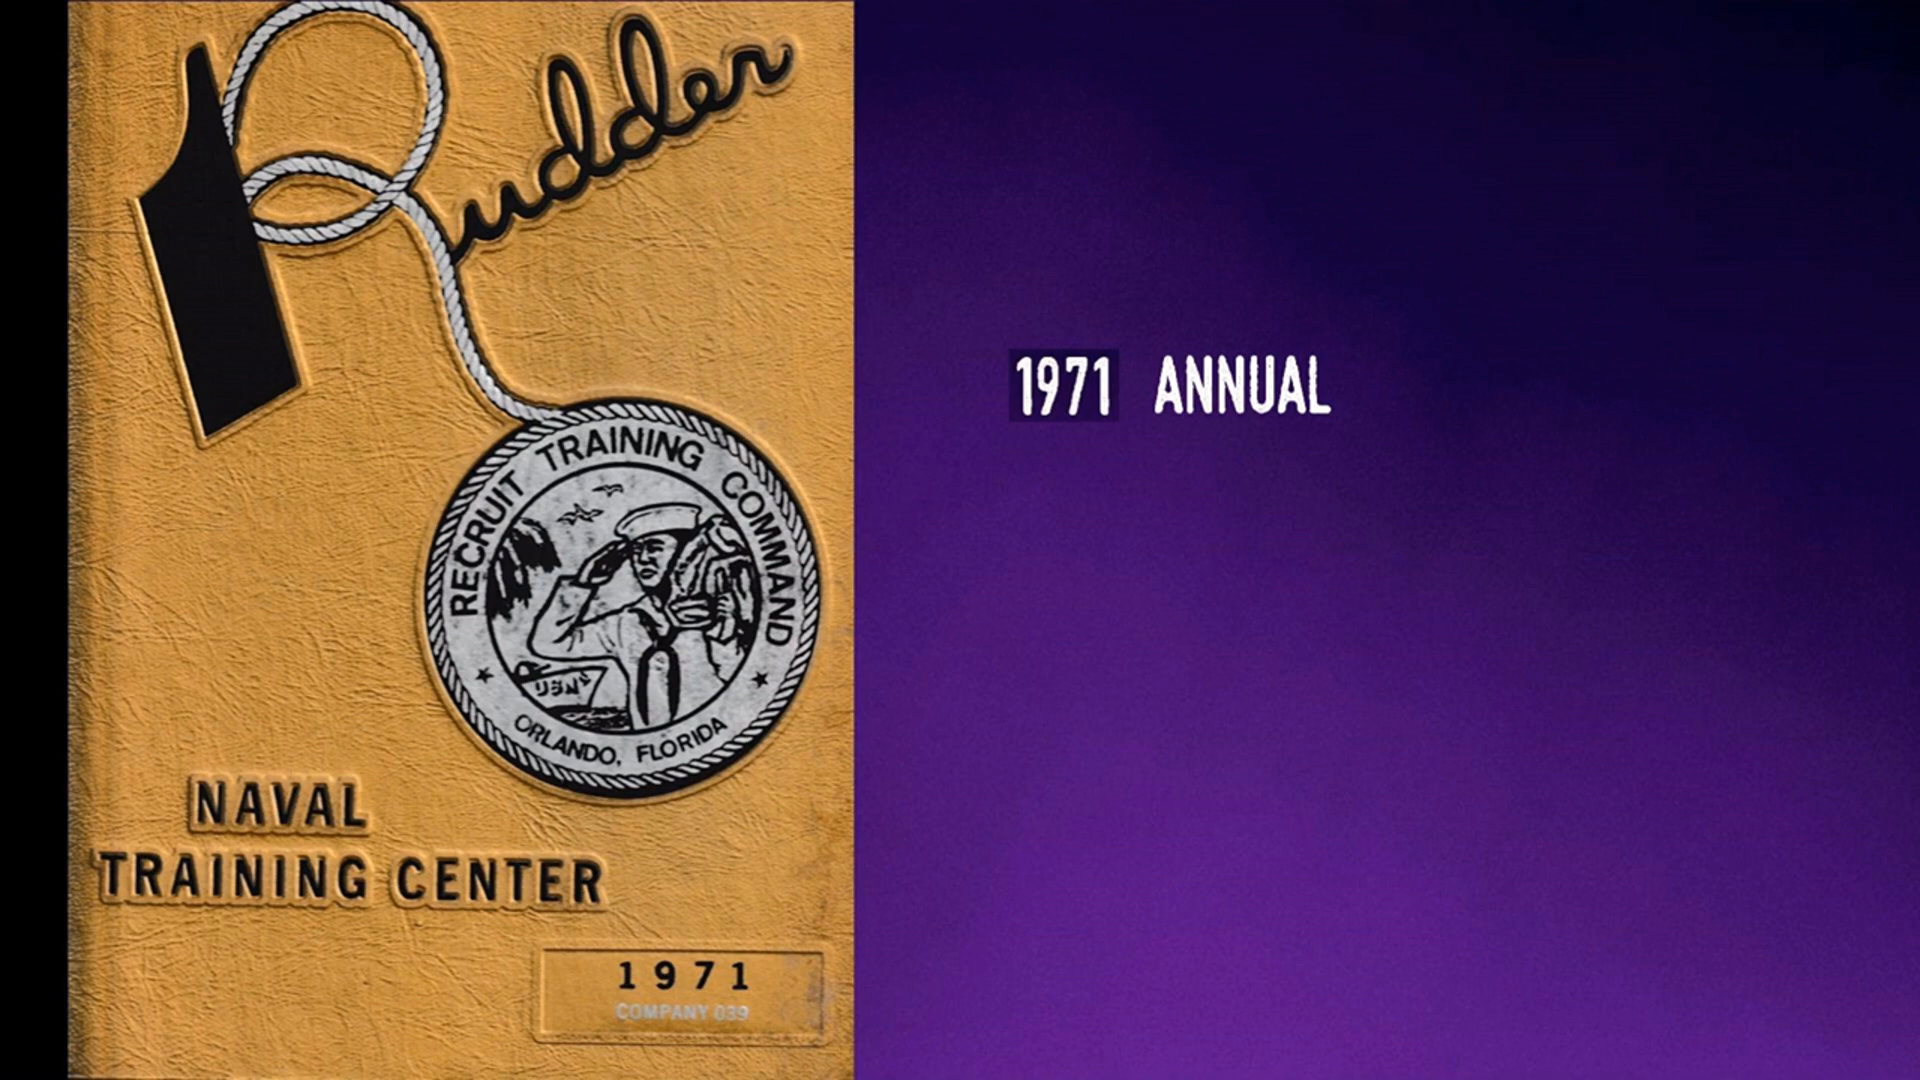 Rudder
RECRUIT TRAINING COMMAND
USN
ORLANDO, FLORIDA
NAVAL
TRAINING CENTER
1971
COMPANY 039
1971 ANNUAL